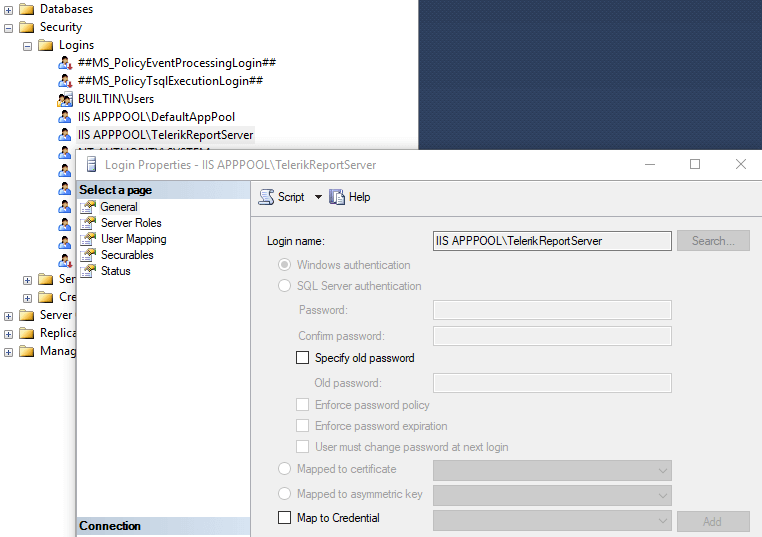 Databases
Security
Logins
##MS_PolicyEventProcessingLogin##
##MS_PolicyTsqlExecutionLogin##
BUILTIN\Users
IIS APPPOOL\DefaultAppPool
IIS APPPOOL\TelerikReportServer
Login Properties - IIS APPPOOL\TelerikReportServer
Select a page
General
Server Roles
User Mapping
Securables
Status
Script
Help
Login name:
IIS APPPOOL\TelerikReportServer
Search...
Windows authentication
SQL Server authentication
Password:
Confirm password:
Specify old password
Old password:
Enforce password policy
Enforce password expiration
User must change password at next login
Mapped to certificate
Mapped to asymmetric key
Map to Credential
Add
Ser
Cre
Server
Replica
Manag
Connection